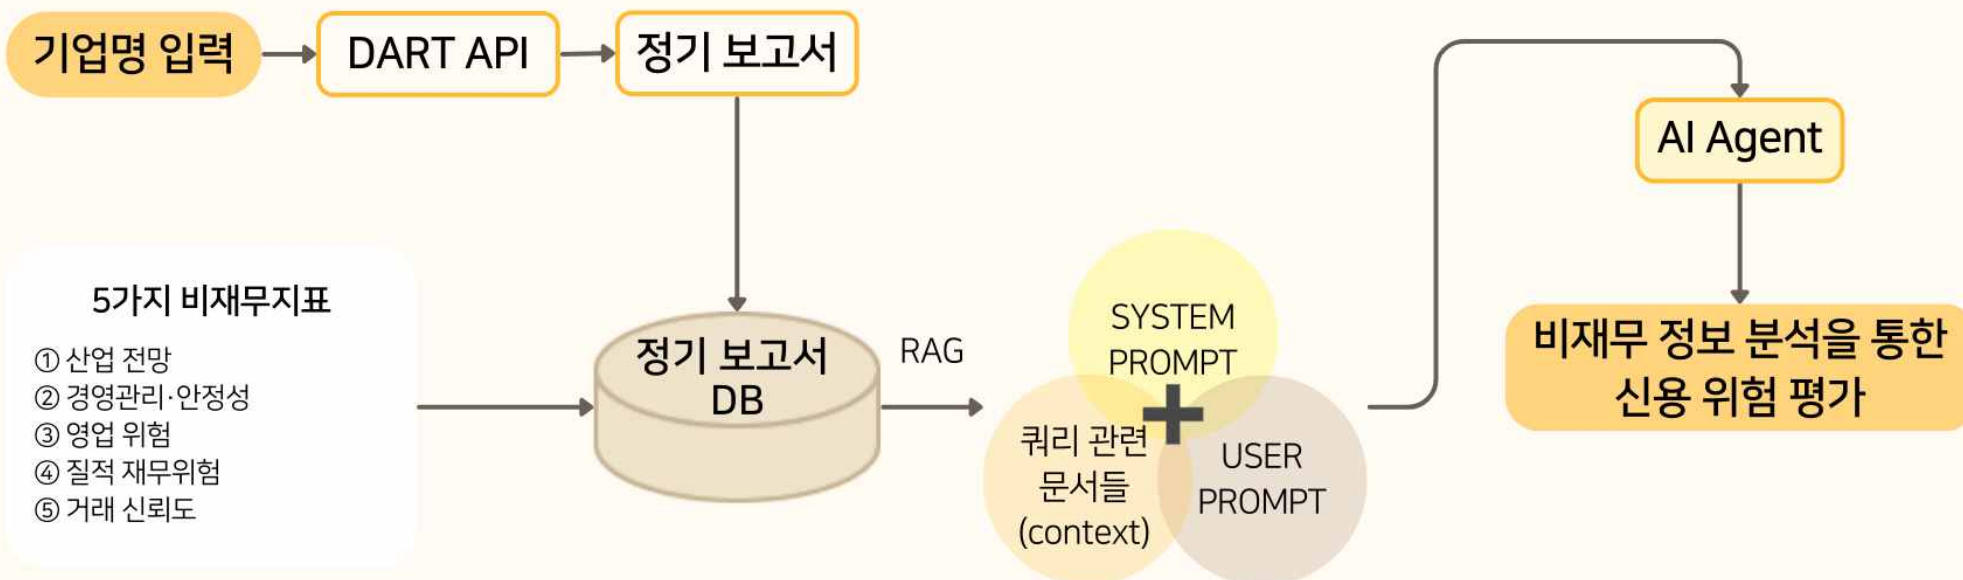 기업명 입력
DART API
정기 보고서
5가지 비재무지표
① 산업 전망
② 경영관리·안정성
③ 영업 위험
④ 질적 재무위험
⑤ 거래 신뢰도
정기 보고서
DB
RAG
SYSTEM
PROMPT
쿼리 관련
문서들
(context)
USER
PROMPT
AI Agent
비재무 정보 분석을 통한
신용 위험 평가